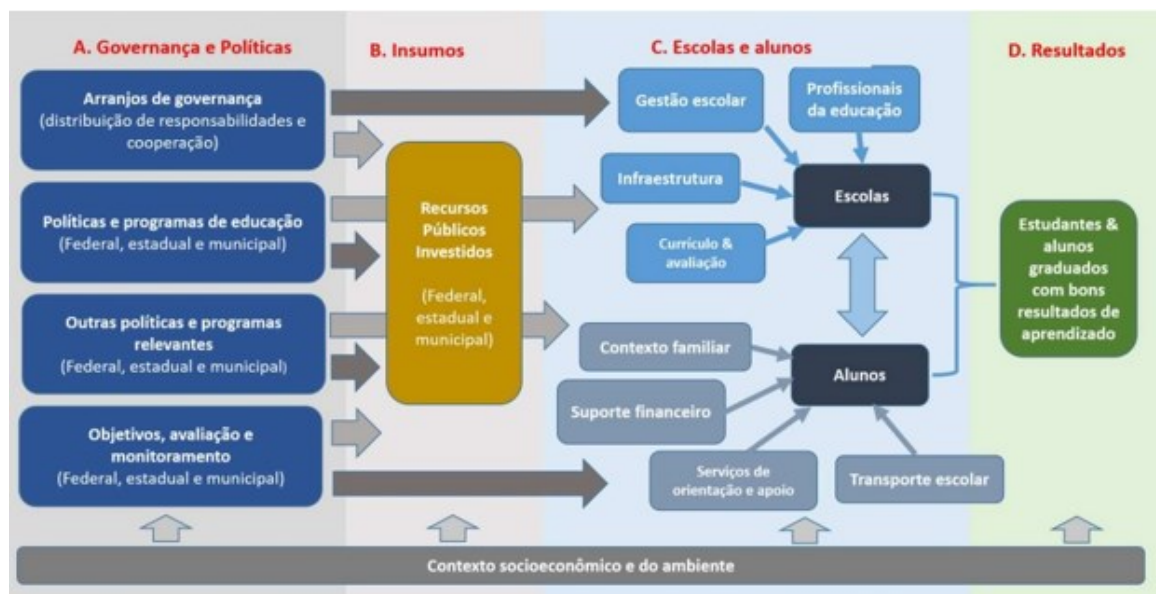 A. Governança e Políticas
Arranjos de governança
(distribuição de responsabilidades e
cooperação)
Políticas e programas de educação
(Federal, estadual e municipal)
Outras políticas e programas
relevantes
(Federal, estadual e municipal)
Objetivos, avaliação e
monitoramento
(Federal, estadual e municipal)
B. Insumos
Recursos
Públicos
Investidos
(Federal,
estadual e
municipal)
C. Escolas e alunos
Gestão escolar
Profissionais
da educação
Infraestrutura
Escolas
Currículo &
avaliação
Contexto familiar
Alunos
Suporte financeiro
Serviços de
orientação e apoio
Transporte escolar
D. Resultados
Estudantes &
alunos
graduados
com bons
resultados de
aprendizado
Contexto socioeconômico e do ambiente